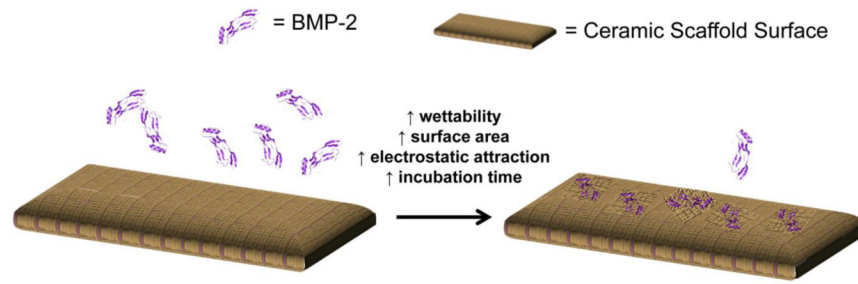 = BMP-2
= Ceramic Scaffold Surface
↑ wettability
↑ surface area
↑ electrostatic attraction
↑ incubation time